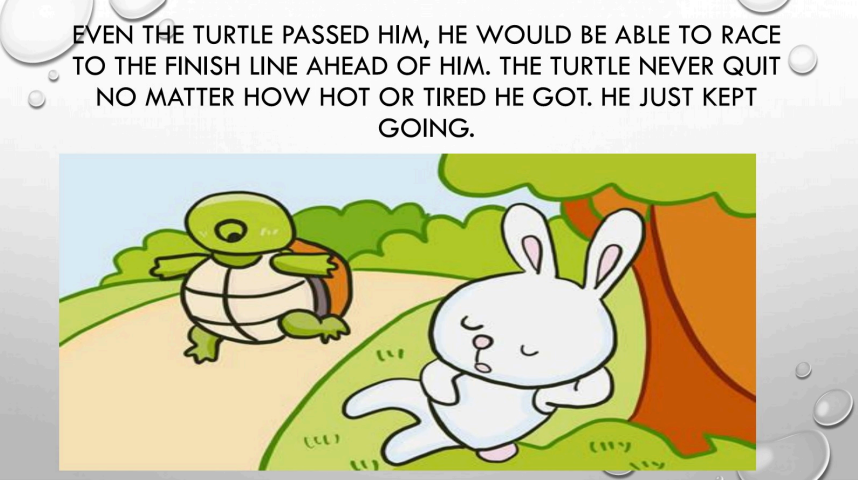 EVEN THE TURTLE PASSED HIM, HE WOULD BE ABLE TO RACE
TO THE FINISH LINE AHEAD OF HIM. THE TURTLE NEVER QUIT
NO MATTER HOW HOT OR TIRED HE GOT. HE JUST KEPT
GOING.